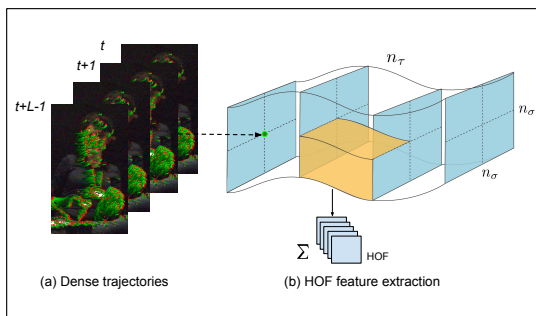 t
t+1
t+L-1
n_τ
n_σ
n_σ
Σ
HOF
(a) Dense trajectories
(b) HOF feature extraction